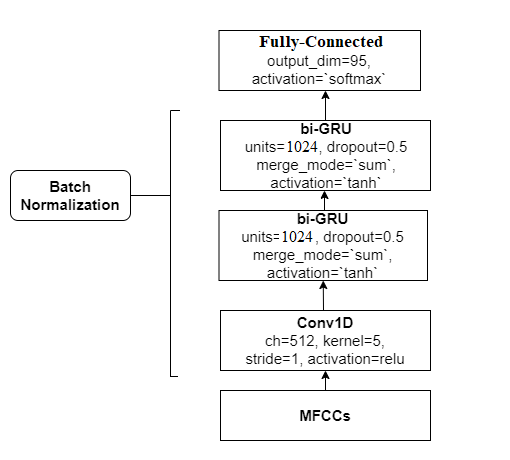 Fully-Connected
output_dim=95,
activation=`softmax`
bi-GRU
units=1024, dropout=0.5
merge_mode=`sum`,
activation=`tanh`
Batch
Normalization
bi-GRU
units=1024, dropout=0.5
merge_mode=`sum`,
activation=`tanh`
Conv1D
ch=512, kernel=5,
stride=1, activation=relu
MFCCs